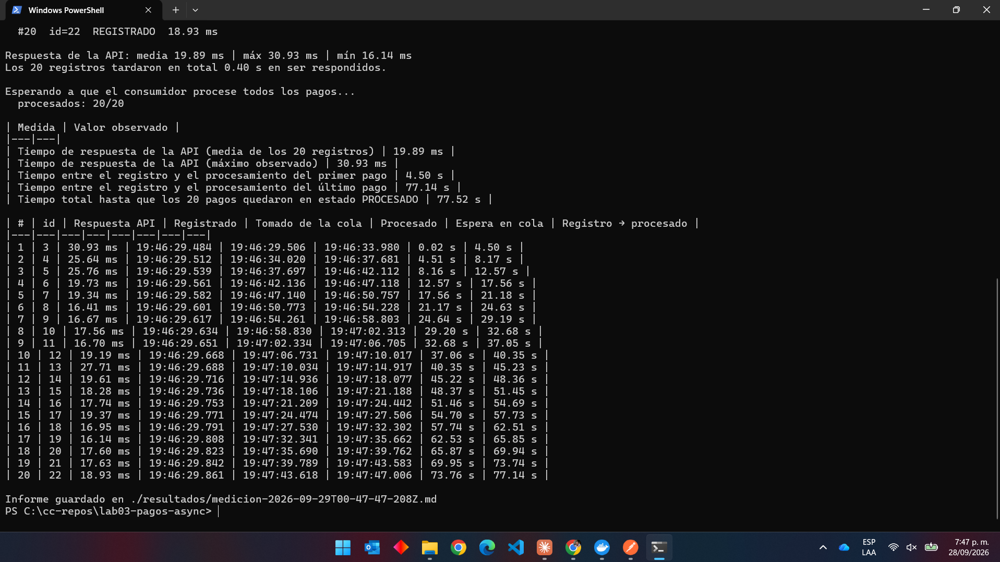 Windows PowerShell
#20  id=22  REGISTRADO  18.93 ms
Respuesta de la API: media 19.89 ms | máx 30.93 ms | mín 16.14 ms
Los 20 registros tardaron en total 0.40 s en ser respondidos.
Esperando a que el consumidor procese todos los pagos...
procesados: 20/20
| Medida | Valor observado |
|---|---|
| Tiempo de respuesta de la API (media de los 20 registros) | 19.89 ms |
| Tiempo de respuesta de la API (máximo observado) | 30.93 ms |
| Tiempo entre el registro y el procesamiento del primer pago | 4.50 s |
| Tiempo entre el registro y el procesamiento del último pago | 77.14 s |
| Tiempo total hasta que los 20 pagos quedaron en estado PROCESADO | 77.52 s |
| # | id | Respuesta API | Registrado | Tomado de la cola | Procesado | Espera en cola | Registro → procesado |
|---|---|---|---|---|---|---|---|
| 1 | 3 | 30.93 ms | 19:46:29.484 | 19:46:29.506 | 19:46:33.980 | 0.02 s | 4.50 s |
| 2 | 4 | 25.64 ms | 19:46:29.512 | 19:46:34.020 | 19:46:37.681 | 4.51 s | 8.17 s |
| 3 | 5 | 25.76 ms | 19:46:29.539 | 19:46:37.697 | 19:46:42.112 | 8.16 s | 12.57 s |
| 4 | 6 | 19.73 ms | 19:46:29.561 | 19:46:42.136 | 19:46:47.118 | 12.57 s | 17.56 s |
| 5 | 7 | 19.34 ms | 19:46:29.582 | 19:46:47.140 | 19:46:50.757 | 17.56 s | 21.18 s |
| 6 | 8 | 16.41 ms | 19:46:29.601 | 19:46:50.773 | 19:46:54.228 | 21.17 s | 24.63 s |
| 7 | 9 | 16.67 ms | 19:46:29.617 | 19:46:54.261 | 19:46:58.803 | 24.64 s | 29.19 s |
| 8 | 10 | 17.56 ms | 19:46:29.634 | 19:46:58.830 | 19:47:02.313 | 29.20 s | 32.68 s |
| 9 | 11 | 16.70 ms | 19:46:29.651 | 19:47:02.334 | 19:47:06.705 | 32.68 s | 37.05 s |
| 10 | 12 | 19.19 ms | 19:46:29.668 | 19:47:06.731 | 19:47:10.017 | 37.06 s | 40.35 s |
| 11 | 13 | 27.71 ms | 19:46:29.688 | 19:47:10.034 | 19:47:14.917 | 40.35 s | 45.23 s |
| 12 | 14 | 19.61 ms | 19:46:29.716 | 19:47:14.936 | 19:47:18.077 | 45.22 s | 48.36 s |
| 13 | 15 | 18.28 ms | 19:46:29.736 | 19:47:18.106 | 19:47:21.188 | 48.37 s | 51.45 s |
| 14 | 16 | 17.74 ms | 19:46:29.753 | 19:47:21.209 | 19:47:24.442 | 51.46 s | 54.69 s |
| 15 | 17 | 19.37 ms | 19:46:29.771 | 19:47:24.474 | 19:47:27.506 | 54.70 s | 57.73 s |
| 16 | 18 | 16.95 ms | 19:46:29.791 | 19:47:27.530 | 19:47:32.302 | 57.74 s | 62.51 s |
| 17 | 19 | 16.14 ms | 19:46:29.808 | 19:47:32.341 | 19:47:35.662 | 62.53 s | 65.85 s |
| 18 | 20 | 17.60 ms | 19:46:29.823 | 19:47:35.690 | 19:47:39.762 | 65.87 s | 69.94 s |
| 19 | 21 | 17.63 ms | 19:46:29.842 | 19:47:39.789 | 19:47:43.583 | 69.95 s | 73.74 s |
| 20 | 22 | 18.93 ms | 19:46:29.861 | 19:47:43.618 | 19:47:47.006 | 73.76 s | 77.14 s |
Informe guardado en ./resultados/medicion-2026-09-29T00-47-47-208Z.md
PS C:\cc-repos\lab03-pagos-async>
ESP
LAA
7:47 p. m.
28/09/2026